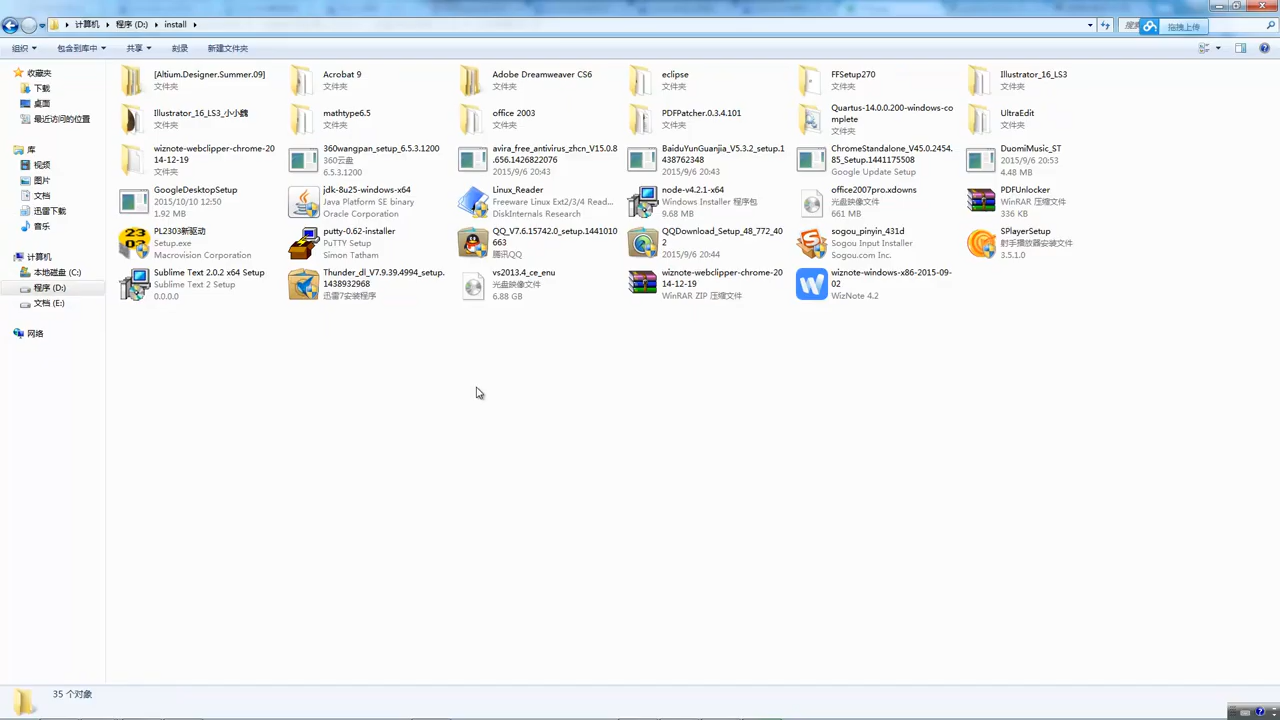 计算机 程序 (D:) install
拖拽上传
组织 包含到库中 共享 刻录 新建文件夹
收藏夹
下载
桌面
最近访问的位置
库
视频
图片
文档
迅雷下载
音乐
计算机
本地磁盘 (C:)
程序 (D:)
文档 (E:)
网络
[Altium.Designer.Summer.09]
文件夹
Acrobat 9
文件夹
Adobe Dreamweaver CS6
文件夹
eclipse
文件夹
FFSetup270
文件夹
Illustrator_16_LS3
文件夹
Illustrator_16_LS3_小小魏
文件夹
mathtype6.5
文件夹
office 2003
文件夹
PDFPatcher.0.3.4.101
文件夹
Quartus-14.0.0.200-windows-co
mplete
文件夹
UltraEdit
文件夹
wiznote-webclipper-chrome-20
14-12-19
文件夹
360wangpan_setup_6.5.3.1200
360云盘
6.5.3.1200
avira_free_antivirus_zhcn_V15.0.8
.656.1426822076
2015/9/6 20:43
BaiduYunGuanjia_V5.3.2_setup.1
438762348
2015/9/6 20:43
ChromeStandalone_V45.0.2454.
85_Setup.1441175508
Google Update Setup
DuomiMusic_ST
2015/9/6 20:53
4.48 MB
GoogleDesktopSetup
2015/10/10 12:50
1.92 MB
jdk-8u25-windows-x64
Java Platform SE binary
Oracle Corporation
Linux_Reader
Freeware Linux Ext2/3/4 Read...
DiskInternals Research
node-v4.2.1-x64
Windows Installer 程序包
9.68 MB
office2007pro.xdowns
光盘映像文件
661 MB
PDFUnlocker
WinRAR 压缩文件
336 KB
PL2303新驱动
Setup.exe
Macrovision Corporation
putty-0.62-installer
PuTTY Setup
Simon Tatham
QQ_V7.6.15742.0_setup.1441010
663
腾讯QQ
QQDownload_Setup_48_772_40
2
2015/9/6 20:44
sogou_pinyin_431d
Sogou Input Installer
Sogou.com Inc.
SPlayerSetup
射手播放器安装文件
3.5.1.0
Sublime Text 2.0.2 x64 Setup
Sublime Text 2 Setup
0.0.0.0
Thunder_dl_V7.9.39.4994_setup.
1438932968
迅雷7安装程序
vs2013.4_ce_enu
光盘映像文件
6.88 GB
wiznote-webclipper-chrome-20
14-12-19
WinRAR ZIP 压缩文件
wiznote-windows-x86-2015-09-
02
WizNote 4.2
35 个对象